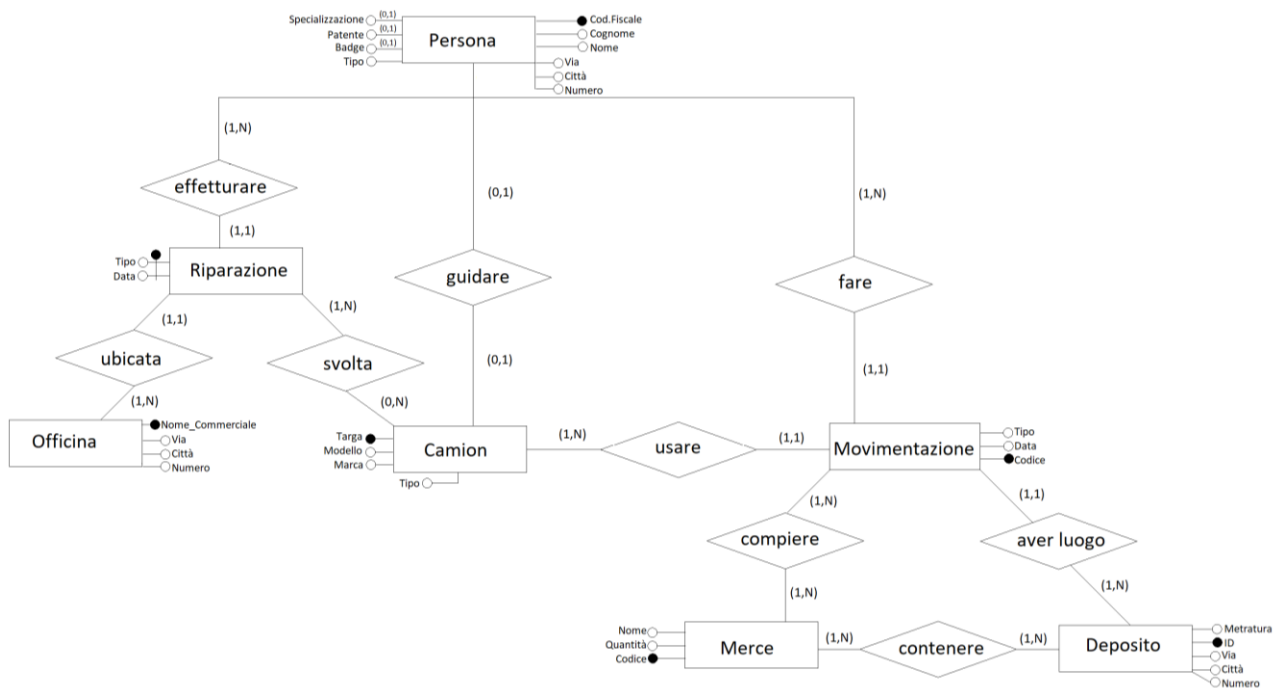 Specializzazione (0,1)
Patente (0,1)
Badge (0,1)
Tipo
Persona
Cod.Fiscale
Cognome
Nome
Via
Città
Numero
(1,N)
effetturare
(1,1)
(0,1)
guidare
(0,1)
(1,N)
fare
(1,1)
Tipo
Data
Riparazione
(1,1)
ubicata
(1,N)
(1,N)
svolta
(0,N)
Officina
Nome_Commerciale
Via
Città
Numero
Targa
Modello
Marca
Tipo
Camion
(1,N)
usare
(1,1)
Movimentazione
Tipo
Data
Codice
(1,N)
compiere
(1,N)
(1,1)
aver luogo
(1,N)
Nome
Quantità
Codice
Merce
(1,N)
contenere
(1,N)
Deposito
Metratura
ID
Via
Città
Numero